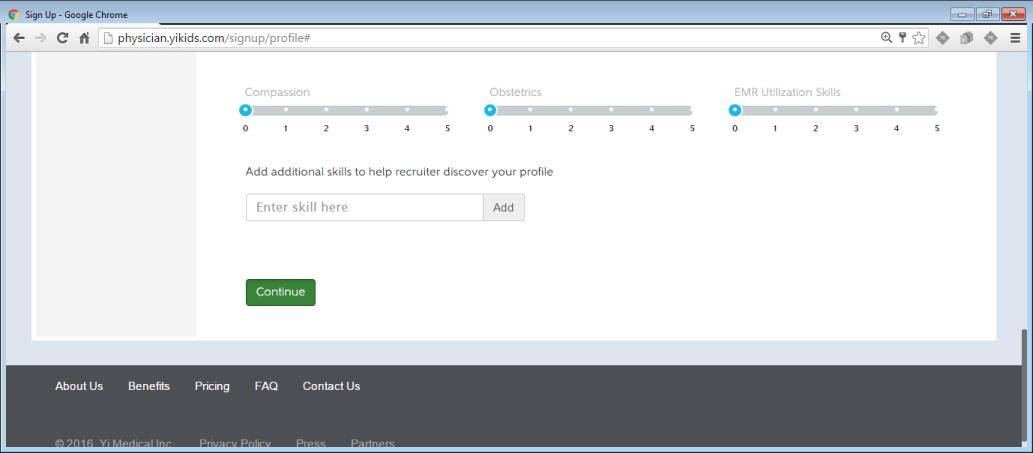 Sign Up - Google Chrome
physician.yikids.com/signup/profile#
Compassion Obstetrics EMR Utilization Skills
0 1 2 3 4 5 0 1 2 3 4 5 0 1 2 3 4 5
Add additional skills to help recruiter discover your profile
Enter skill here Add
Continue
About Us Benefits Pricing FAQ Contact Us
© 2016 Yi Medical Inc Privacy Policy Press Partners